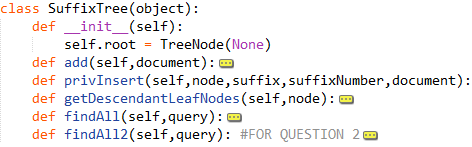 class SuffixTree(object):
    def __init__(self):
        self.root = TreeNode(None)
    def add(self,document):
    def privInsert(self,node,suffix,suffixNumber,document):
    def getDescendantLeafNodes(self,node):
    def findAll(self,query):
    def findAll2(self,query): #FOR QUESTION 2